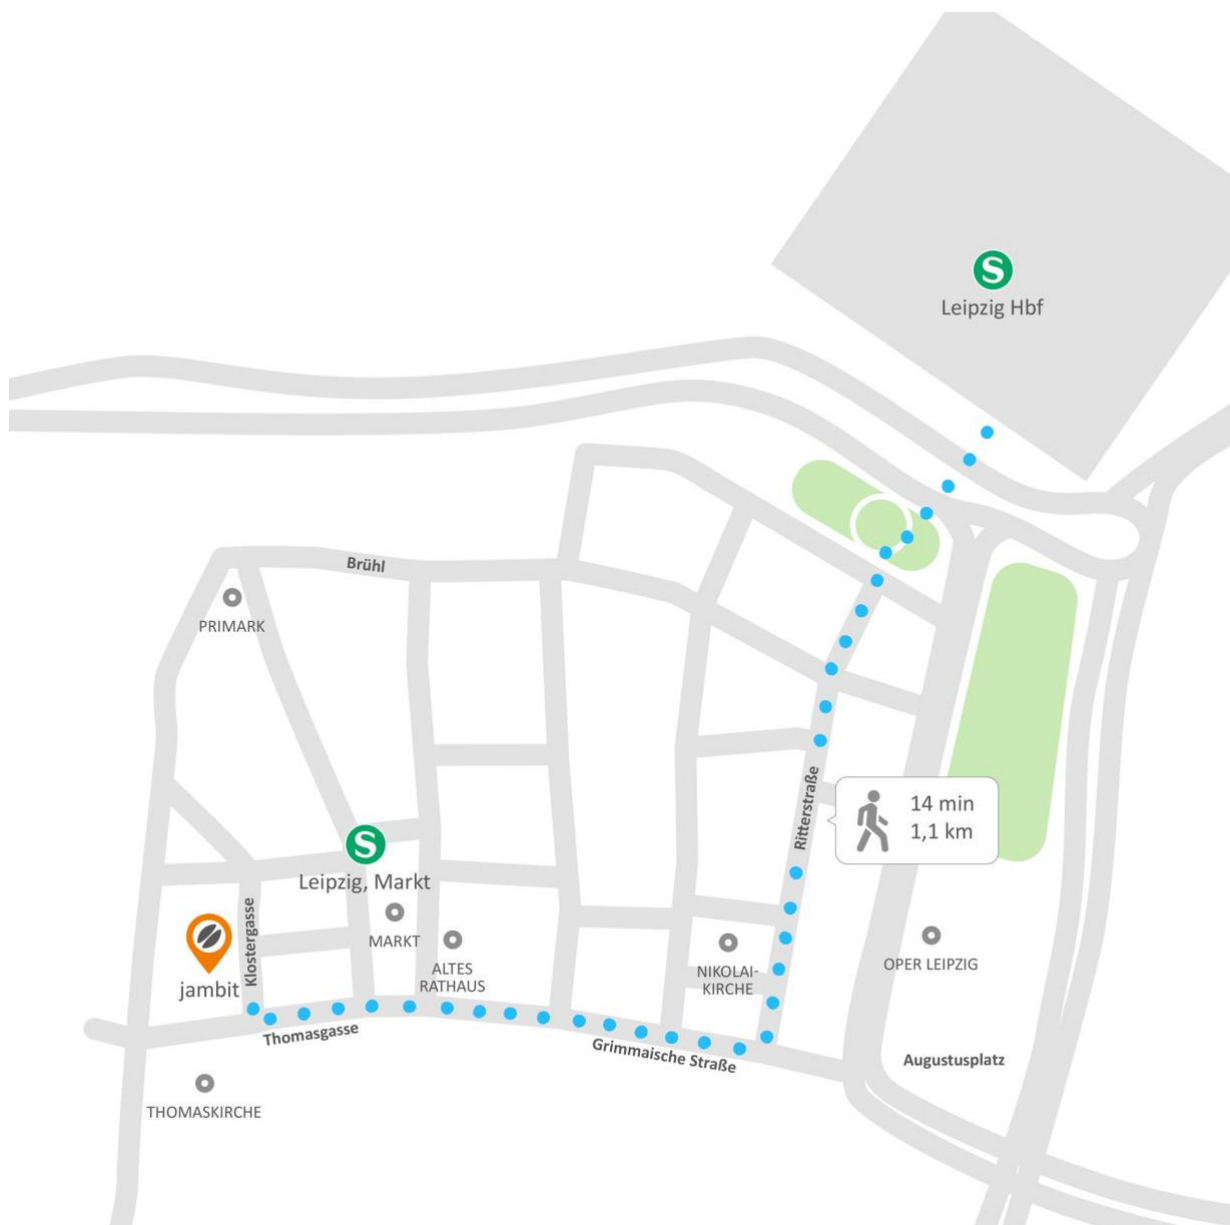 S
Leipzig Hbf
Brühl
PRIMARK
Ritterstraße
14 min
1,1 km
S
Leipzig, Markt
Klostergasse
MARKT
jambit
ALTES
RATHAUS
NIKOLAI-
KIRCHE
OPER LEIPZIG
Thomasgasse
Grimmaische Straße
Augustusplatz
THOMASKIRCHE